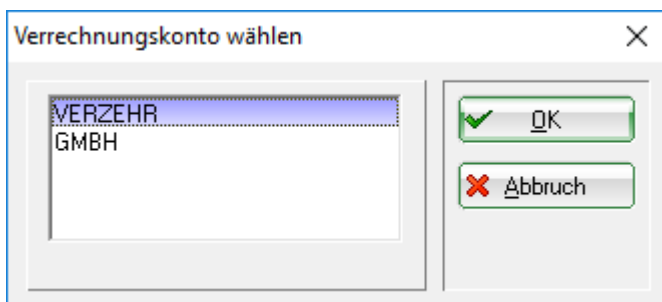 Verrechnungskonto wählen
VERZEHR
GMBH
OK
Abbruch